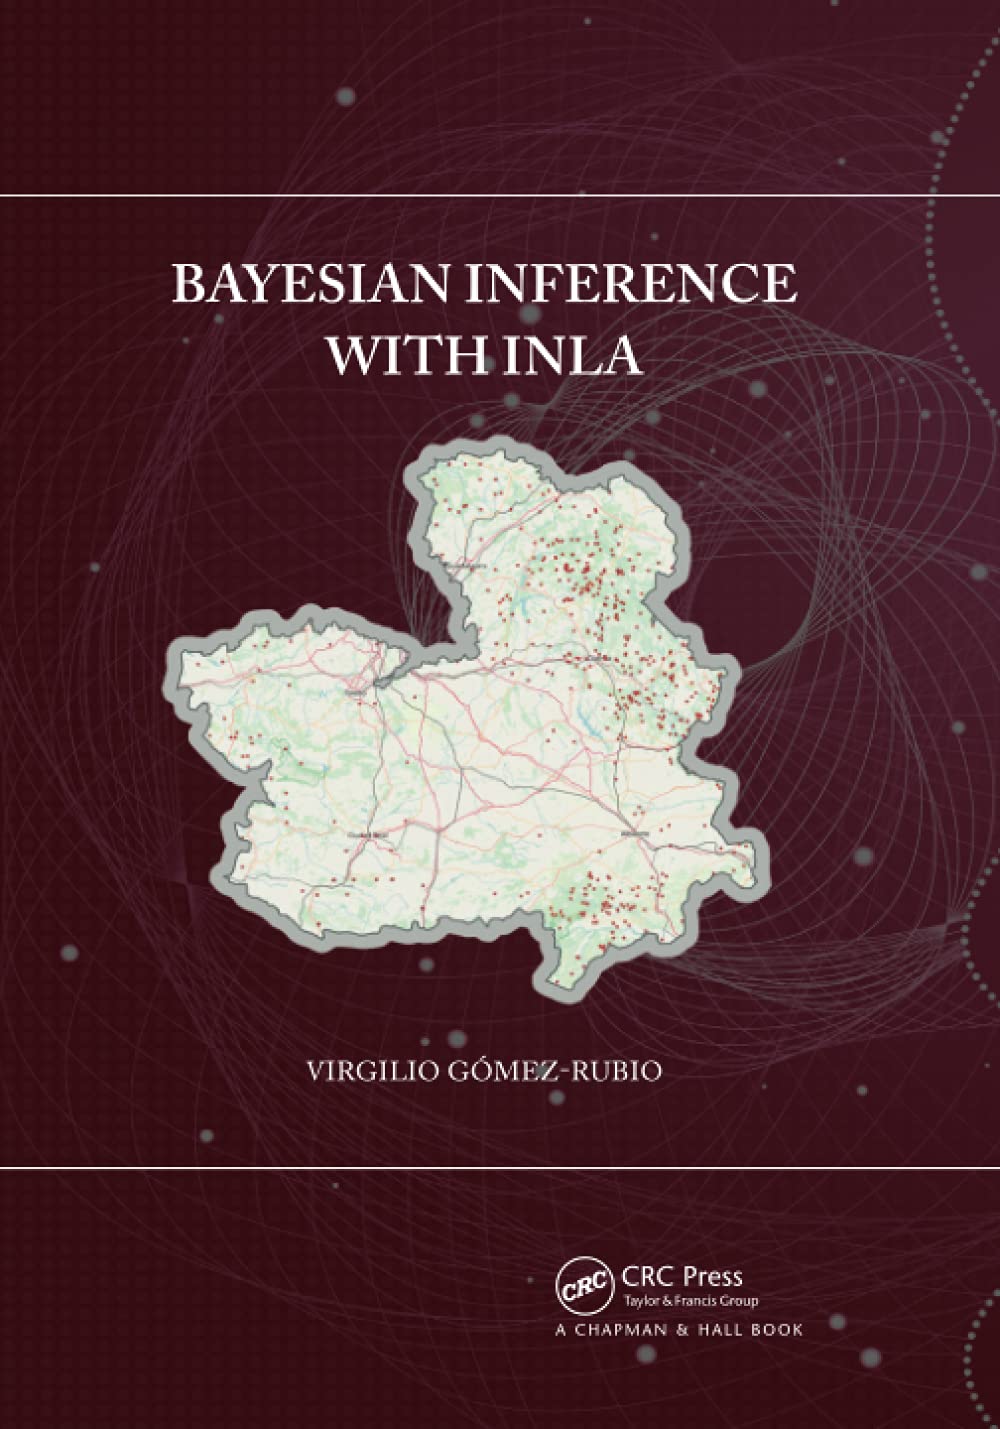 BAYESIAN INFERENCE
WITH INLA
VIRGILIO GÓMEZ-RUBIO
CRC
CRC Press
Taylor & Francis Group
A CHAPMAN & HALL BOOK